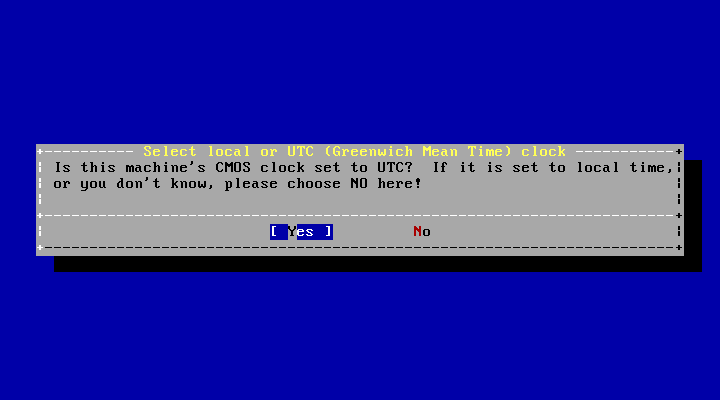 Select local or UTC (Greenwich Mean Time) clock
Is this machine's CMOS clock set to UTC?  If it is set to local time,
or you don't know, please choose NO here!
[ Yes ]    No